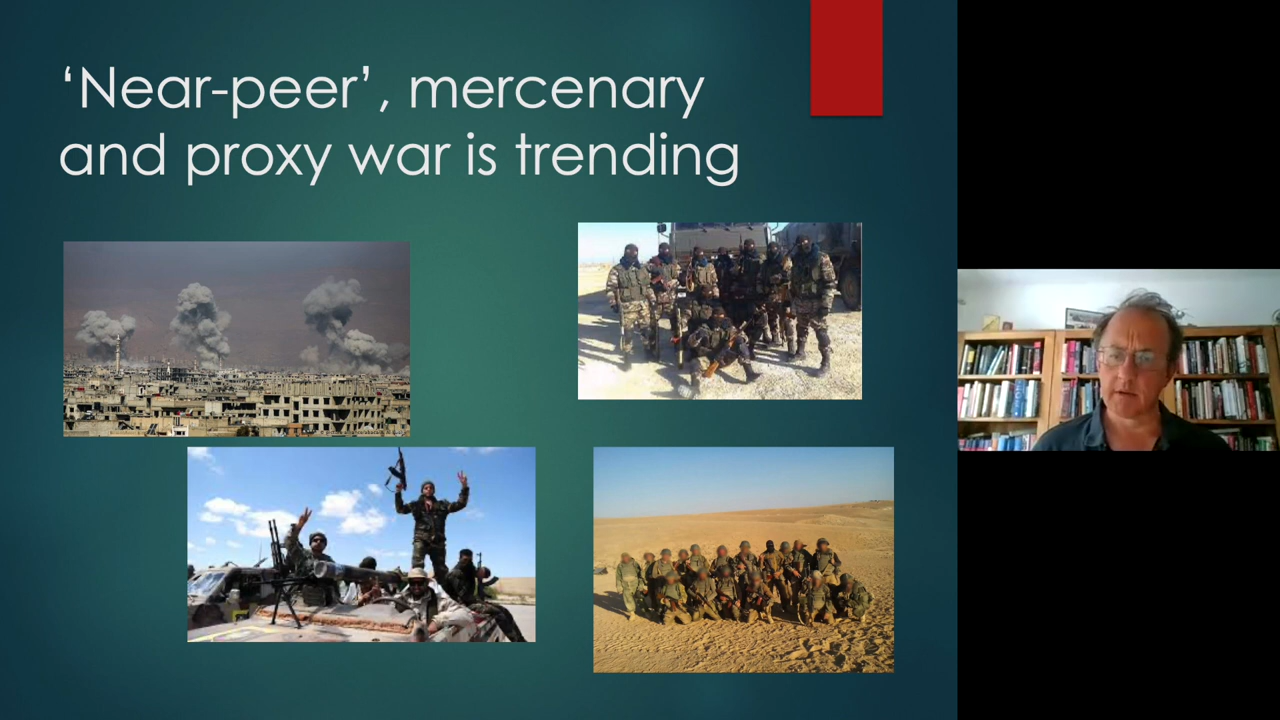 ‘Near-peer’, mercenary
and proxy war is trending